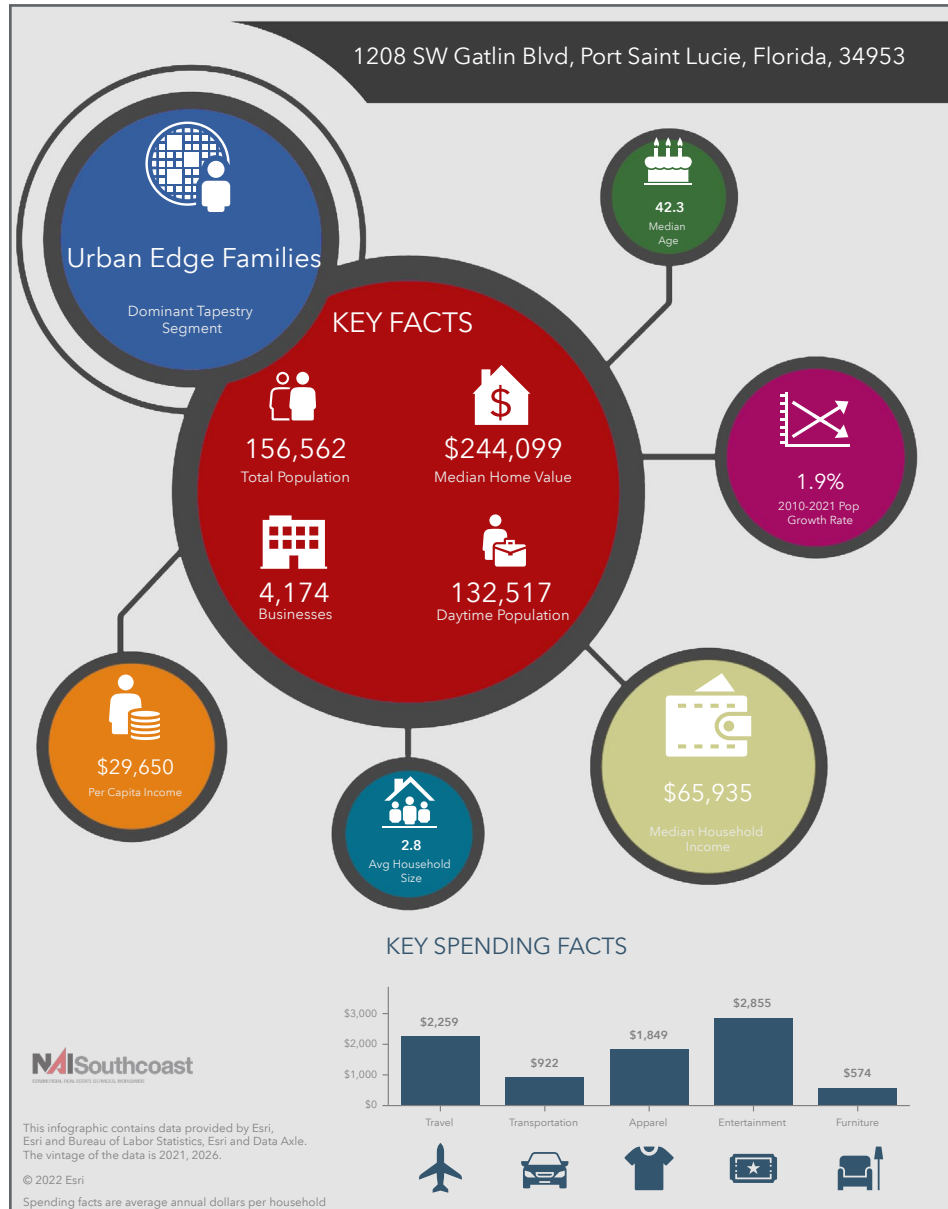 1208 SW Gatlin Blvd, Port Saint Lucie, Florida, 34953
Urban Edge Families
Dominant Tapestry
Segment
42.3
Median
Age
KEY FACTS
156,562
Total Population
$244,099
Median Home Value
4,174
Businesses
132,517
Daytime Population
1.9%
2010-2021 Pop
Growth Rate
$29,650
Per Capita Income
2.8
Avg Household
Size
$65,935
Median Household
Income
KEY SPENDING FACTS
$3,000
$2,000
$1,000
$0
$2,259
$922
$1,849
$2,855
$574
Travel
Transportation
Apparel
Entertainment
Furniture
NAISouthcoast
COMMERCIAL REAL ESTATE SERVICES, WORLDWIDE
This infographic contains data provided by Esri,
Esri and Bureau of Labor Statistics, Esri and Data Axle.
The vintage of the data is 2021, 2026.
© 2022 Esri
Spending facts are average annual dollars per household